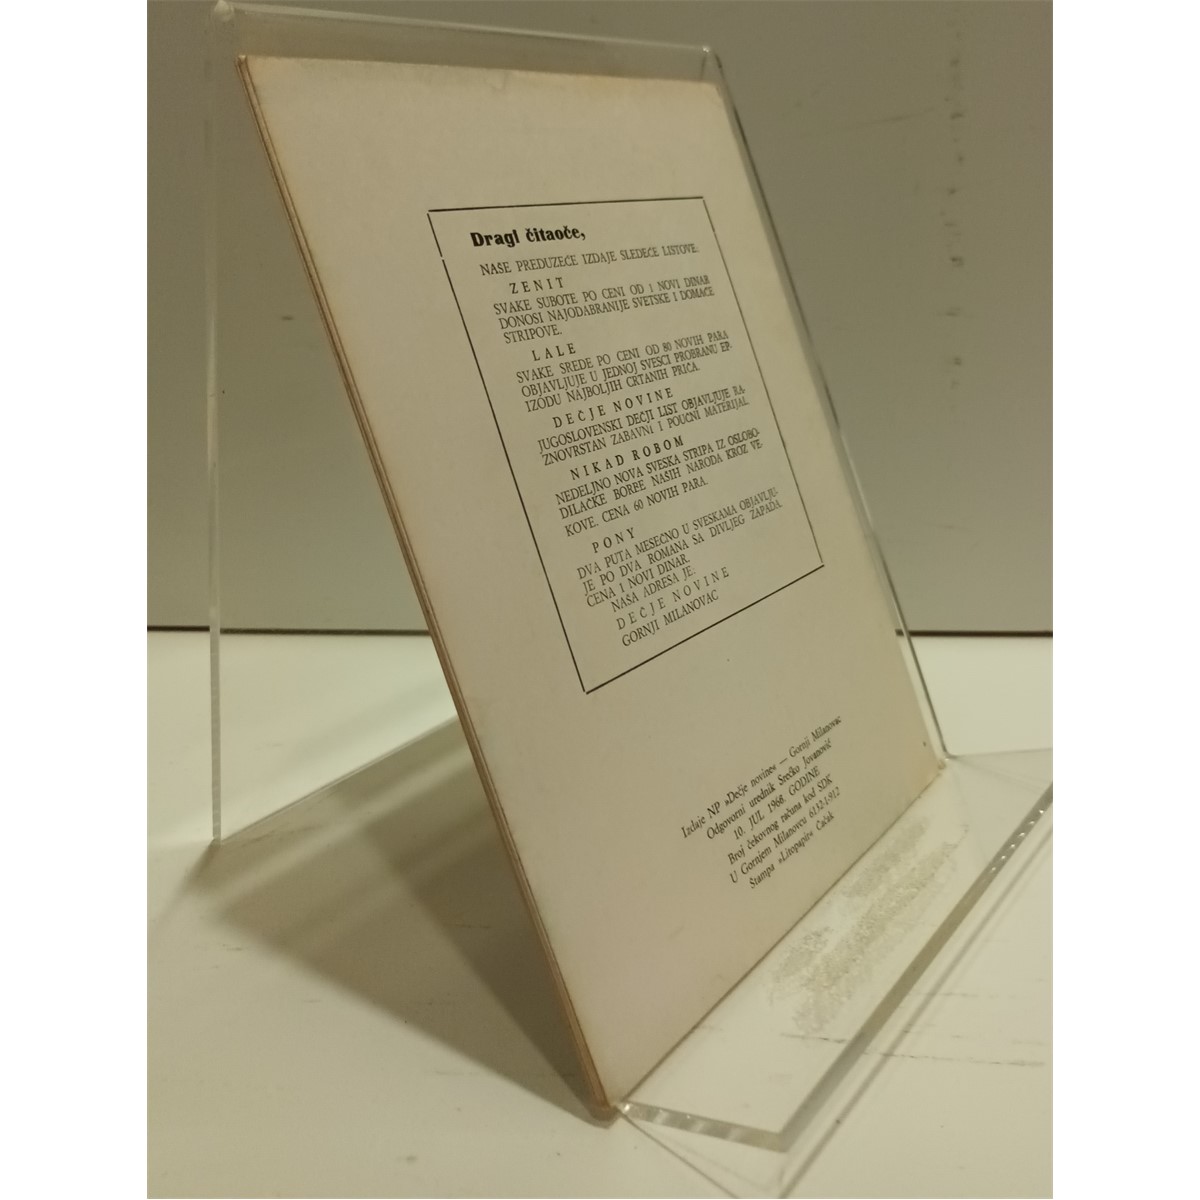 Dragi čitaoče,
NAŠE PREDUZEĆE IZDAJE SLEDEĆE LISTOVE:
ZENIT
SVAKE SUBOTE PO CENI OD 1 NOVI DINAR
DONOSI NAJODABRANIJE SVETSKE I DOMAĆE
STRIPOVE.
LALE
SVAKE SREDE PO CENI OD 80 NOVIH PARA
OBJAVLJUJE U JEDNOJ SVESCI PROBRANU EP-
IZODU NAJBOLJIH CRTANIH PRIČA.
DEČJE NOVINE
JUGOSLOVENSKI DEČJI LIST OBJAVLJUJE RA-
ZNOVRSTAN ZABAVNI I POUČNI MATERIJAL.
NIKAD ROBOM
NEDELJNO NOVA SVESKA STRIPA IZ OSLOBO-
DILAČKE BORBE NAŠIH NARODA KROZ VE-
KOVE. CENA 60 NOVIH PARA.
PONY
DVA PUTA MESEČNO U SVESKAMA OBJAVLJU-
JE PO DVA ROMANA SA DIVLJEG ZAPADA.
CENA 1 NOVI DINAR.
NAŠA ADRESA JE:
DEČJE NOVINE
GORNJI MILANOVAC
Izdaje NP »Dečje novine« — Gornji Milanovac
Odgovorni urednik Srećko Jovanović
10. JUL 1968. GODINE
Broj čekovnog računa kod SDK
U Gornjem Milanovcu 6132-1-912
Štampa »Litopapir« Čačak